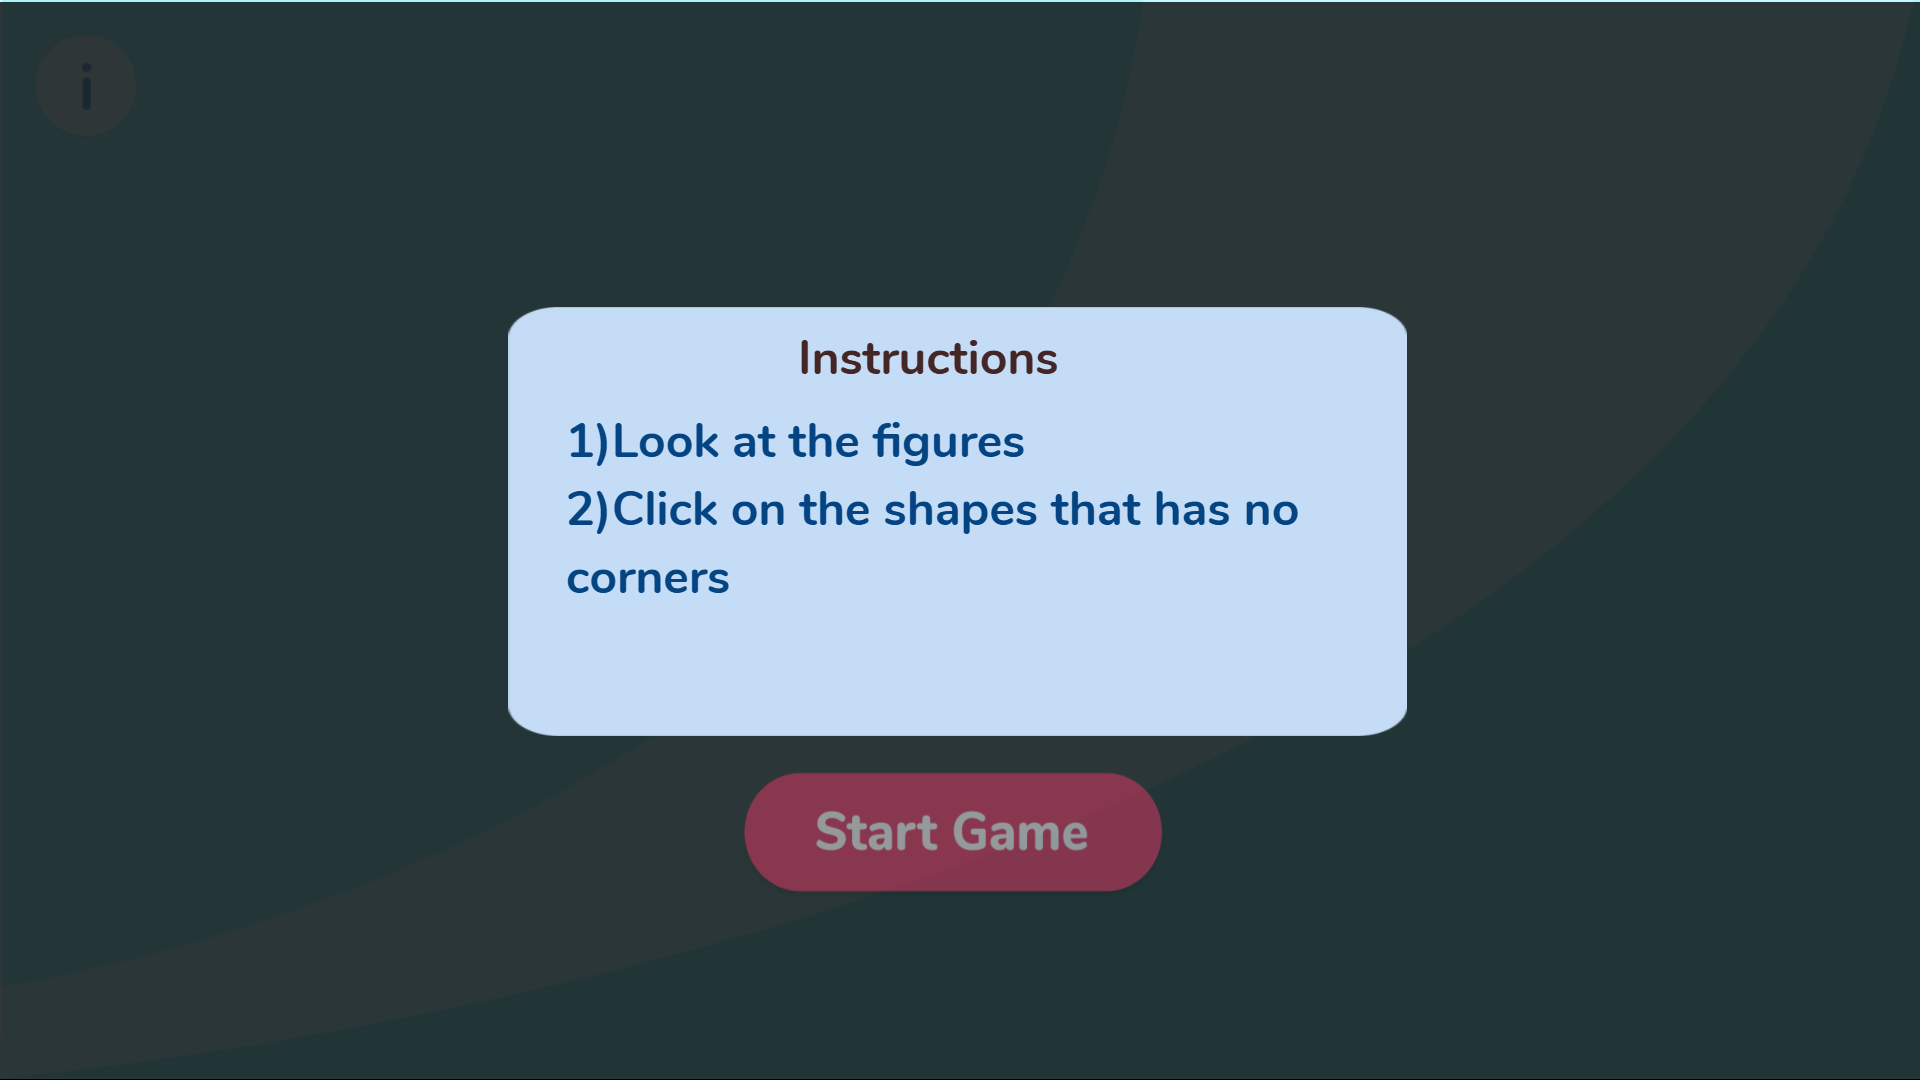 i
Instructions
1)Look at the figures
2)Click on the shapes that has no
corners
Start Game